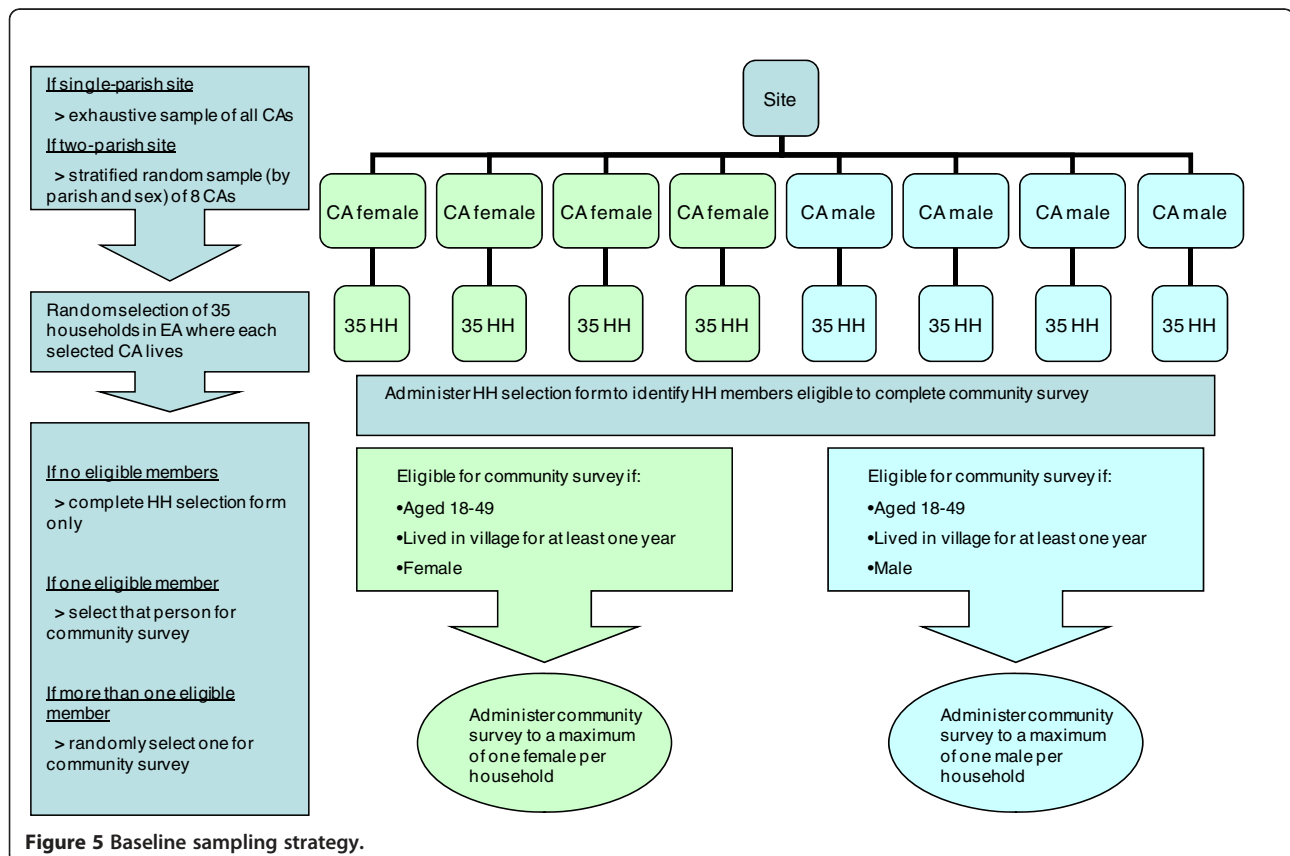 If single-parish site
> exhaustive sample of all CAs
If two-parish site
> stratified random sample (by
parish and sex) of 8 CAs
Random selection of 35
households in EA where each
selected CA lives
If no eligible members
> complete HH selection form
only
If one eligible member
> select that person for
community survey
If more than one eligible
member
> randomly select one for
community survey
Site
CA female
CA female
CA female
CA female
CA male
CA male
CA male
CA male
35 HH
35 HH
35 HH
35 HH
35 HH
35 HH
35 HH
35 HH
Administer HH selection form to identify HH members eligible to complete community survey
Eligible for community survey if:
•Aged 18-49
•Lived in village for at least one year
•Female
Eligible for community survey if:
•Aged 18-49
•Lived in village for at least one year
•Male
Administer community
survey to a maximum
of one female per
household
Administer community
survey to a maximum
of one male per
household
Figure 5 Baseline sampling strategy.